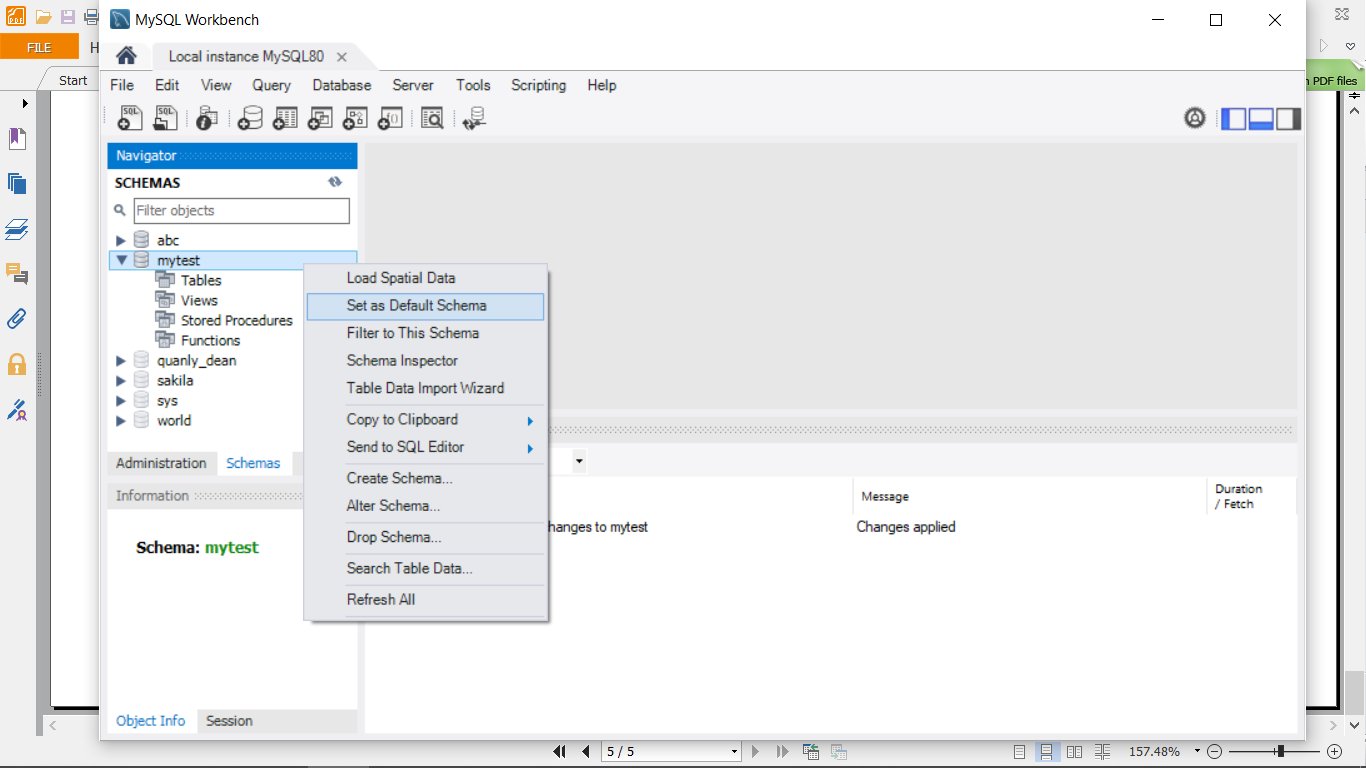 MySQL Workbench
FILE
H
Local instance MySQL80
Start
n PDF files
File Edit View Query Database Server Tools Scripting Help
Navigator
SCHEMAS
Filter objects
abc
mytest
Tables
Views
Stored Procedures
Functions
quanly_dean
sakila
sys
world
Load Spatial Data
Set as Default Schema
Filter to This Schema
Schema Inspector
Table Data Import Wizard
Copy to Clipboard
Send to SQL Editor
Create Schema...
Alter Schema...
Drop Schema...
Search Table Data...
Refresh All
Administration Schemas
Information
Schema: mytest
Message
Duration
/ Fetch
hanges to mytest
Changes applied
Object Info Session
5 / 5
157.48%